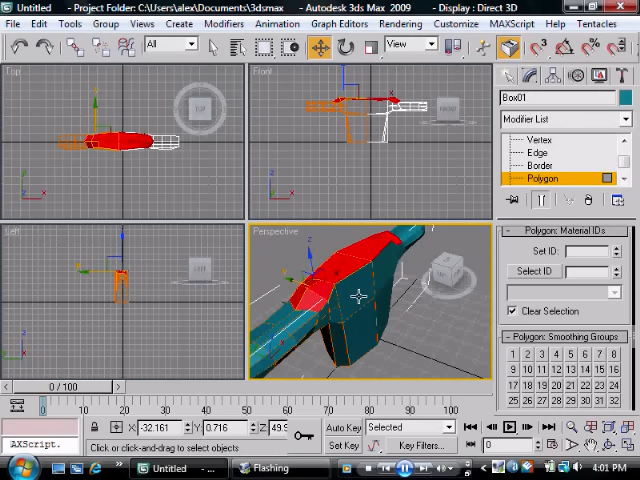 Untitled - Project Folder: C:\Users\alex\Documents\3dsmax - Autodesk 3ds Max 2009 - Display : Direct 3D
File Edit Tools Group Views Create Modifiers Animation Graph Editors Rendering Customize MAXScript Help Tentacles
All View
Top
TOP
Front
FRONT
Box01
Modifier List
Vertex
Edge
Border
Polygon
Left
LEFT
Perspective
Polygon: Material IDs
Set ID:
Select ID
Clear Selection
Polygon: Smoothing Groups
1 2 3 4 5 6 7 8
9 10 11 12 13 14 15 16
17 18 19 20 21 22 23 24
25 26 27 28 29 30 31 32
0 / 100
0 10 20 30 40 50 60 70 80 90 100
X: -32.161 Y: 0.716 Z: 49.9
Auto Key Selected
AXScript. Click or click-and-drag to select objects
Set Key Key Filters... 0
Untitled - ... Flashing 4:01 PM